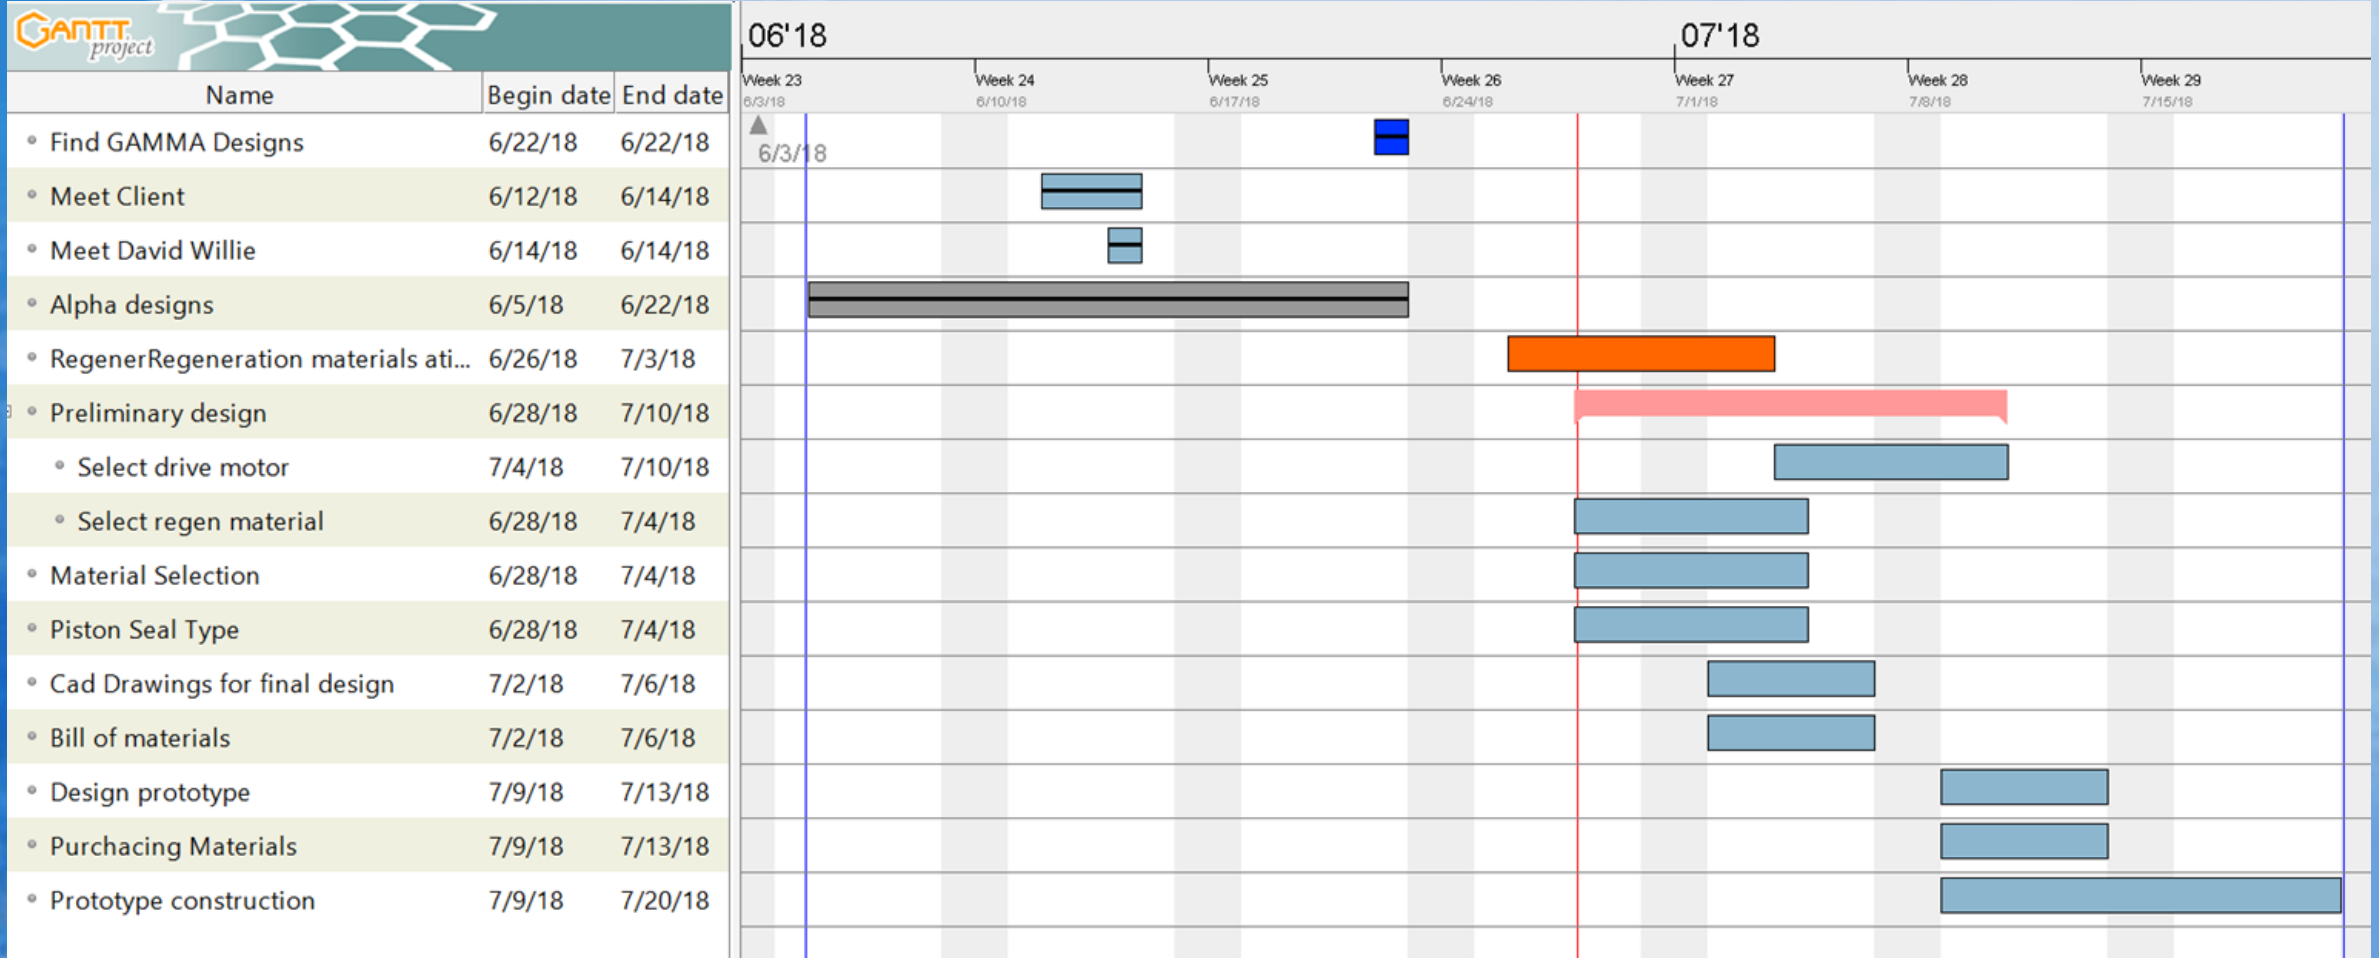 GANTT
project
06'18 07'18
Week 23 Week 24 Week 25 Week 26 Week 27 Week 28 Week 29
Name Begin date End date
6/3/18 6/10/18 6/17/18 6/24/18 7/1/18 7/8/18 7/15/18
Find GAMMA Designs 6/22/18 6/22/18
6/3/18
Meet Client 6/12/18 6/14/18
Meet David Willie 6/14/18 6/14/18
Alpha designs 6/5/18 6/22/18
RegenerRegeneration materials ati... 6/26/18 7/3/18
Preliminary design 6/28/18 7/10/18
Select drive motor 7/4/18 7/10/18
Select regen material 6/28/18 7/4/18
Material Selection 6/28/18 7/4/18
Piston Seal Type 6/28/18 7/4/18
Cad Drawings for final design 7/2/18 7/6/18
Bill of materials 7/2/18 7/6/18
Design prototype 7/9/18 7/13/18
Purchacing Materials 7/9/18 7/13/18
Prototype construction 7/9/18 7/20/18